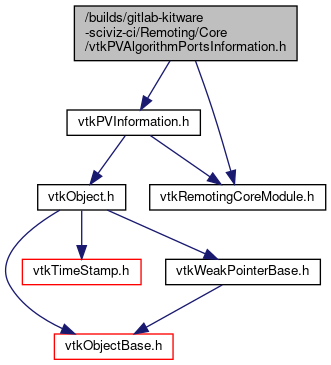 /builds/gitlab-kitware
-sciviz-ci/Remoting/Core
/vtkPVAlgorithmPortsInformation.h
vtkPVInformation.h
vtkObject.h
vtkRemotingCoreModule.h
vtkTimeStamp.h
vtkWeakPointerBase.h
vtkObjectBase.h